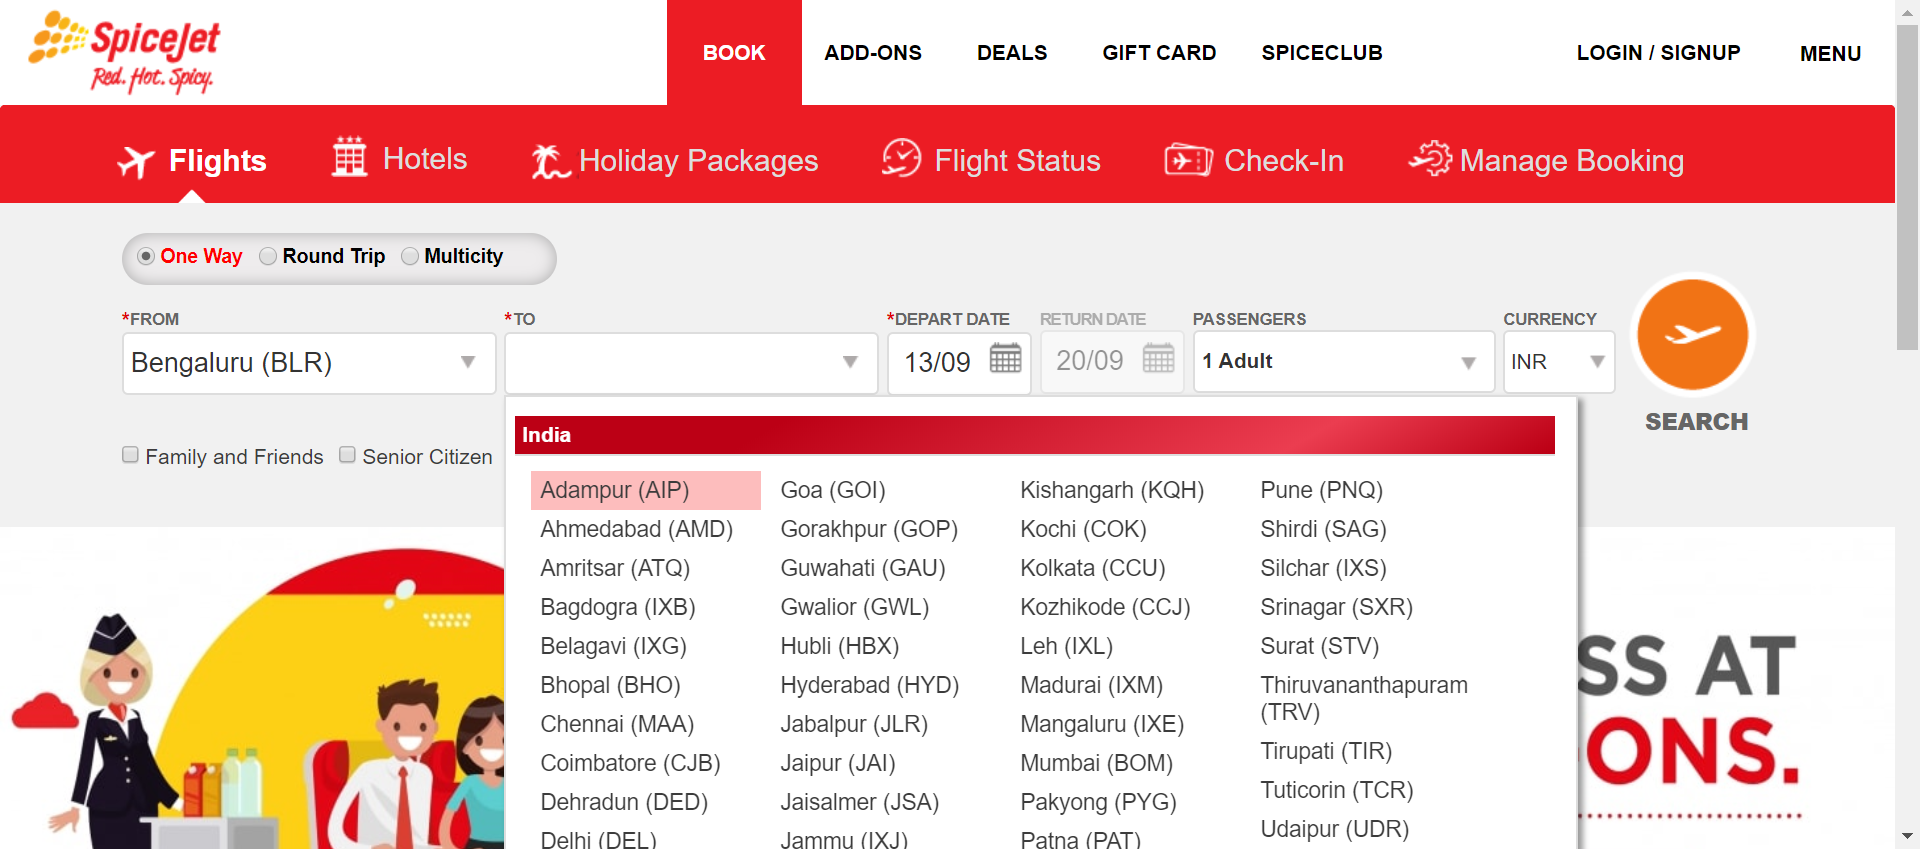 SpiceJet
Red. Hot. Spicy.
BOOK ADD-ONS DEALS GIFT CARD SPICECLUB LOGIN / SIGNUP MENU
Flights Hotels Holiday Packages Flight Status Check-In Manage Booking
One Way Round Trip Multicity
*FROM *TO *DEPART DATE RETURN DATE PASSENGERS CURRENCY
Bengaluru (BLR) 13/09 20/09 1 Adult INR
SEARCH
Family and Friends Senior Citizen
India
Adampur (AIP) Goa (GOI) Kishangarh (KQH) Pune (PNQ)
Ahmedabad (AMD) Gorakhpur (GOP) Kochi (COK) Shirdi (SAG)
Amritsar (ATQ) Guwahati (GAU) Kolkata (CCU) Silchar (IXS)
Bagdogra (IXB) Gwalior (GWL) Kozhikode (CCJ) Srinagar (SXR)
Belagavi (IXG) Hubli (HBX) Leh (IXL) Surat (STV)
Bhopal (BHO) Hyderabad (HYD) Madurai (IXM) Thiruvananthapuram
(TRV)
Chennai (MAA) Jabalpur (JLR) Mangaluru (IXE)
Tirupati (TIR)
Coimbatore (CJB) Jaipur (JAI) Mumbai (BOM)
Tuticorin (TCR)
Dehradun (DED) Jaisalmer (JSA) Pakyong (PYG)
Udaipur (UDR)
Delhi (DEL) Jammu (IXJ) Patna (PAT)
SS AT
ONS.